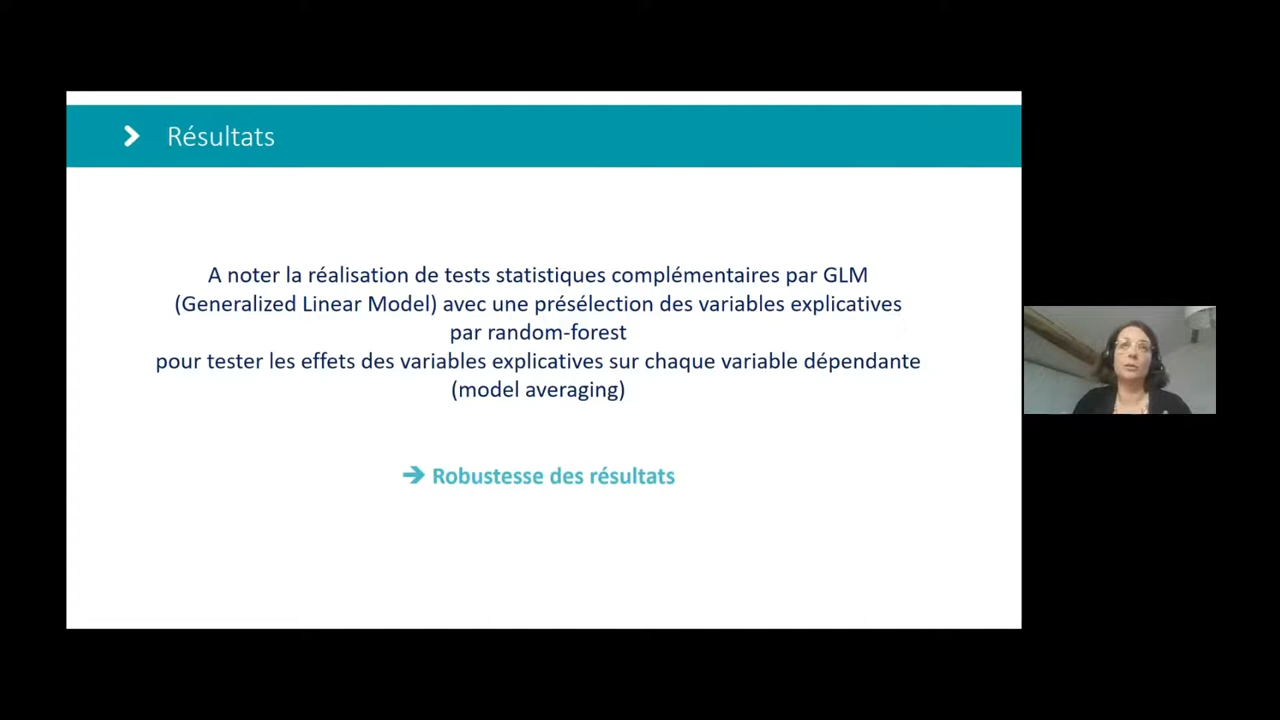 Résultats
A noter la réalisation de tests statistiques complémentaires par GLM
(Generalized Linear Model) avec une présélection des variables explicatives
par random-forest
pour tester les effets des variables explicatives sur chaque variable dépendante
(model averaging)
➔ Robustesse des résultats